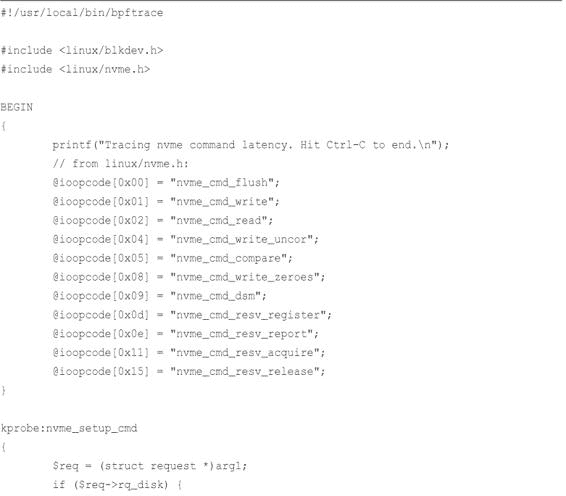 #!/usr/local/bin/bpftrace
#include <linux/blkdev.h>
#include <linux/nvme.h>
BEGIN
{
printf("Tracing nvme command latency. Hit Ctrl-C to end.\n");
// from linux/nvme.h:
@ioopcode[0x00] = "nvme_cmd_flush";
@ioopcode[0x01] = "nvme_cmd_write";
@ioopcode[0x02] = "nvme_cmd_read";
@ioopcode[0x04] = "nvme_cmd_write_uncor";
@ioopcode[0x05] = "nvme_cmd_compare";
@ioopcode[0x08] = "nvme_cmd_write_zeroes";
@ioopcode[0x09] = "nvme_cmd_dsm";
@ioopcode[0x0d] = "nvme_cmd_resv_register";
@ioopcode[0x0e] = "nvme_cmd_resv_report";
@ioopcode[0x11] = "nvme_cmd_resv_acquire";
@ioopcode[0x15] = "nvme_cmd_resv_release";
}
kprobe:nvme_setup_cmd
{
$req = (struct request *)arg1;
if ($req->rq_disk) {